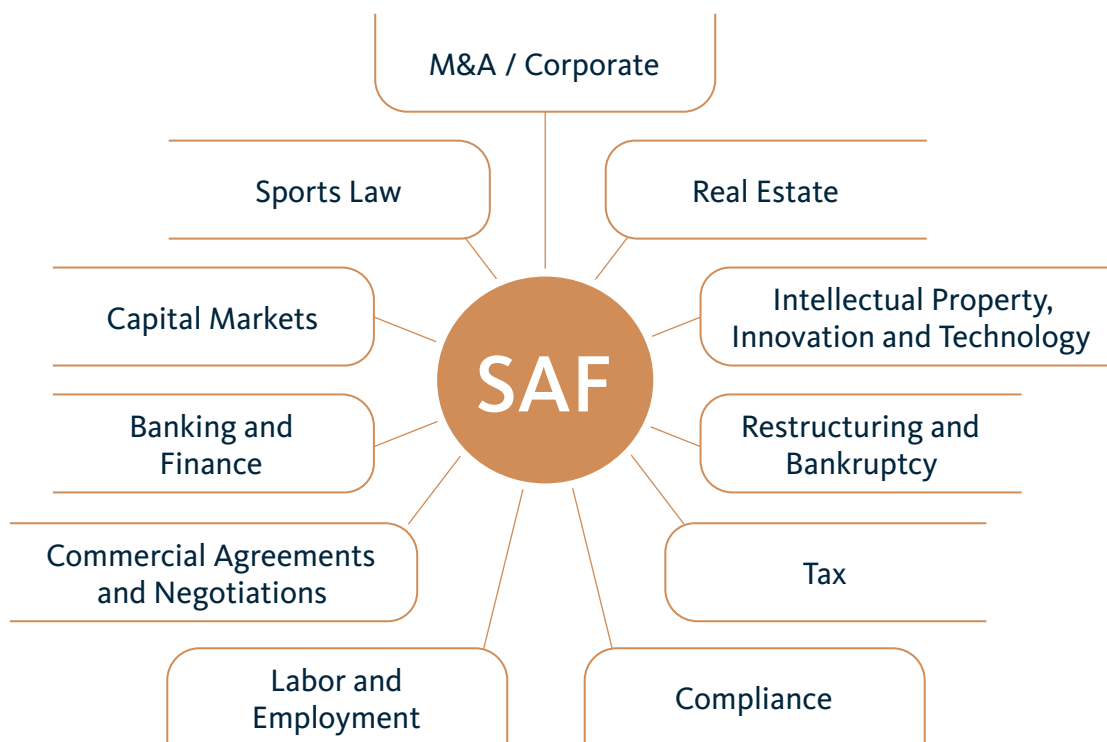 M&A / Corporate
Sports Law
Real Estate
Capital Markets
Intellectual Property,
Innovation and Technology
SAF
Banking and
Finance
Restructuring and
Bankruptcy
Commercial Agreements
and Negotiations
Tax
Labor and
Employment
Compliance